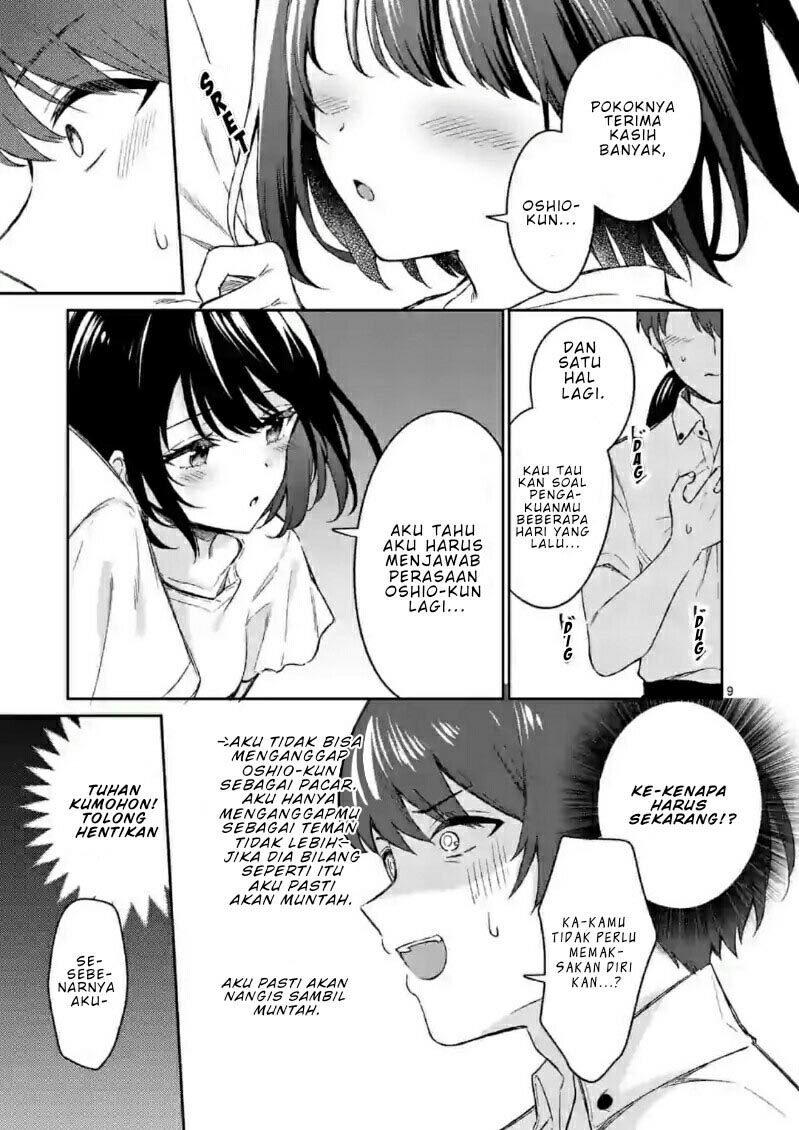 POKOKNYA
TERIMA
KASIH
BANYAK,
OSHIO-
KUN...
SRET
DAN
SATU
HAL
LAGI.
KAU TAU
KAN SOAL
PENGA-
KUANMU
BEBERAPA
HARI YANG
LALU...
DAG
DIG
DUG
9
AKU TAHU
AKU HARUS
MENJAWAB
PERASAAN
OSHIO-KUN
LAGI...
KE-KENAPA
HARUS
SEKARANG!?
KA-KAMU
TIDAK PERLU
MEMAK-
SAKAN DIRI
KAN...?
-AKU TIDAK BISA
MENGANGGAP
OSHIO-KUN
SEBAGAI PACAR.
AKU HANYA
MENGANGGAPMU
SEBAGAI TEMAN
TIDAK LEBIH-
JIKA DIA BILANG
SEPERTI ITU
AKU PASTI
AKAN MUNTAH.
AKU PASTI AKAN
NANGIS SAMBIL
MUNTAH.
TUHAN
KUMOHON!
TOLONG
HENTIKAN
SE-
SEBE-
NARNYA
AKU-